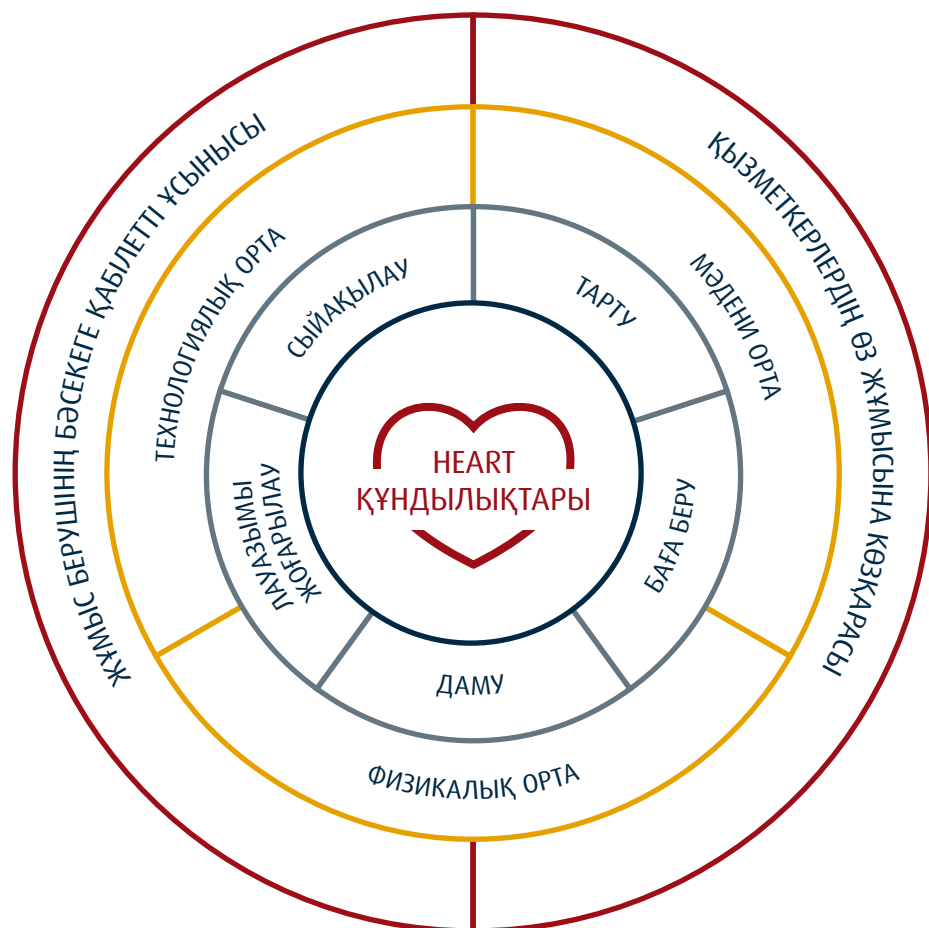 ЖҰМЫС БЕРУШІНІҢ БӘСЕКЕГЕ ҚАБІЛЕТТІ ҰСЫНЫСЫ
ҚЫЗМЕТКЕРЛЕРДІҢ ӨЗ ЖҰМЫСЫНА КӨЗҚАРАСЫ
ТЕХНОЛОГИЯЛЫҚ ОРТА
МӘДЕНИ ОРТА
ФИЗИКАЛЫҚ ОРТА
СЫЙАҚЫЛАУ
ТАРТУ
БАҒА БЕРУ
ДАМУ
ЛАУАЗЫМЫ
ЖОҒАРЫЛАУ
HEART
ҚҰНДЫЛЫҚТАРЫ